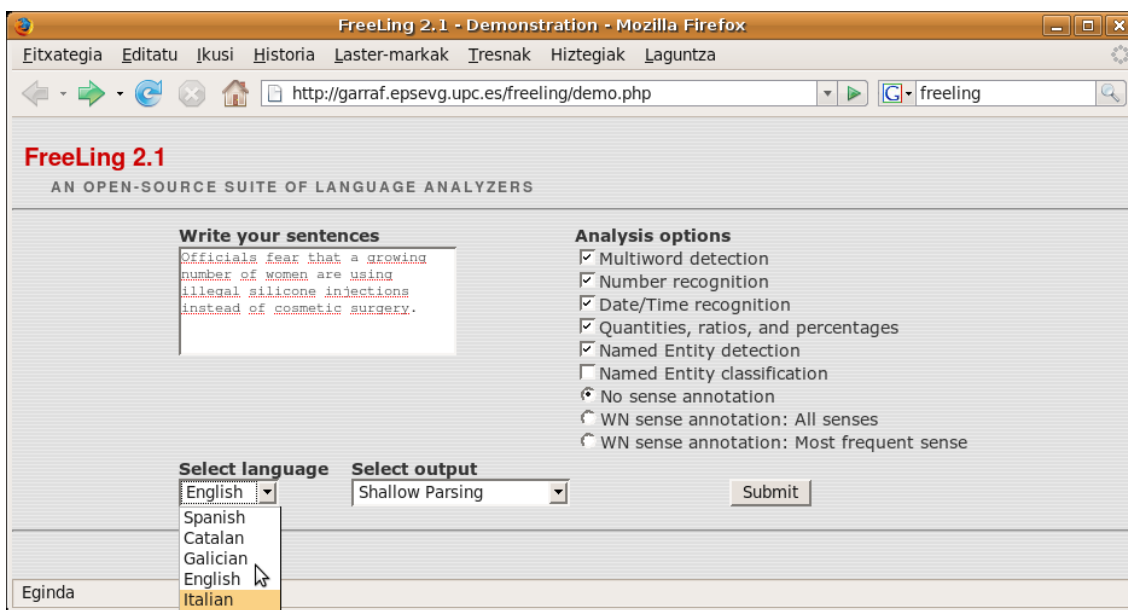 FreeLing 2.1 - Demonstration - Mozilla Firefox
Fitxategia Editatu Ikusi Historia Laster-markak Tresnak Hiztegiak Laguntza
http://garraf.epsevg.upc.es/freeling/demo.php G freeling
FreeLing 2.1
AN OPEN-SOURCE SUITE OF LANGUAGE ANALYZERS
Write your sentences
Officials fear that a growing
number of women are using
illegal silicone injections
instead of cosmetic surgery.
Analysis options
Multiword detection
Number recognition
Date/Time recognition
Quantities, ratios, and percentages
Named Entity detection
Named Entity classification
No sense annotation
WN sense annotation: All senses
WN sense annotation: Most frequent sense
Select language Select output
English Shallow Parsing Submit
Spanish
Catalan
Galician
English
Italian
Eginda